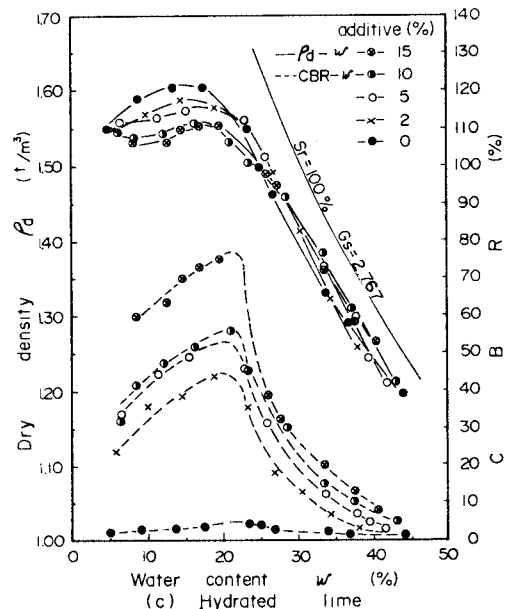 additive (%)
ρd - w
15
CBR - w
10
5
2
0
Sr = 100 %
Gs = 2.767
1.70
1.60
1.50
1.40
1.30
1.20
1.10
1.00
Dry density ρd (t/m³)
140
130
120
110
100
90
80
70
60
50
40
30
20
10
0
C B R (%)
0 10 20 30 40 50
Water content w (%)
(c) Hydrated lime